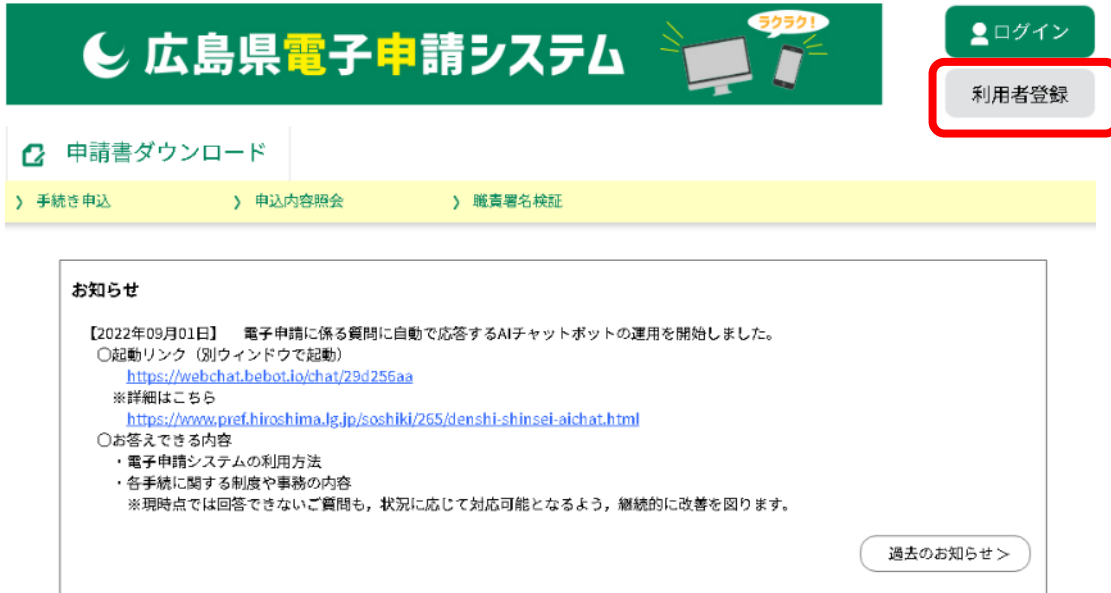 広島県電子申請システム
ラクラク!
ログイン
利用者登録
申請書ダウンロード
手続き申込
申込内容照会
職責署名検証
お知らせ
【2022年09月01日】 電子申請に係る質問に自動で応答するAIチャットボットの運用を開始しました。
○起動リンク（別ウィンドウで起動）
https://webchat.bebot.io/chat/29d256aa
※詳細はこちら
https://www.pref.hiroshima.lg.jp/soshiki/265/denshi-shinsei-aichat.html
○お答えできる内容
・電子申請システムの利用方法
・各手続に関する制度や事務の内容
※現時点では回答できないご質問も，状況に応じて対応可能となるよう，継続的に改善を図ります。
過去のお知らせ＞